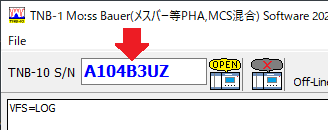 TNB-1 Mo:ss Bauer(メスバー等PHA,MCS混合) Software 202
File
TNB-10 S/N A104B3UZ OPEN Off-Line
VFS=LOG